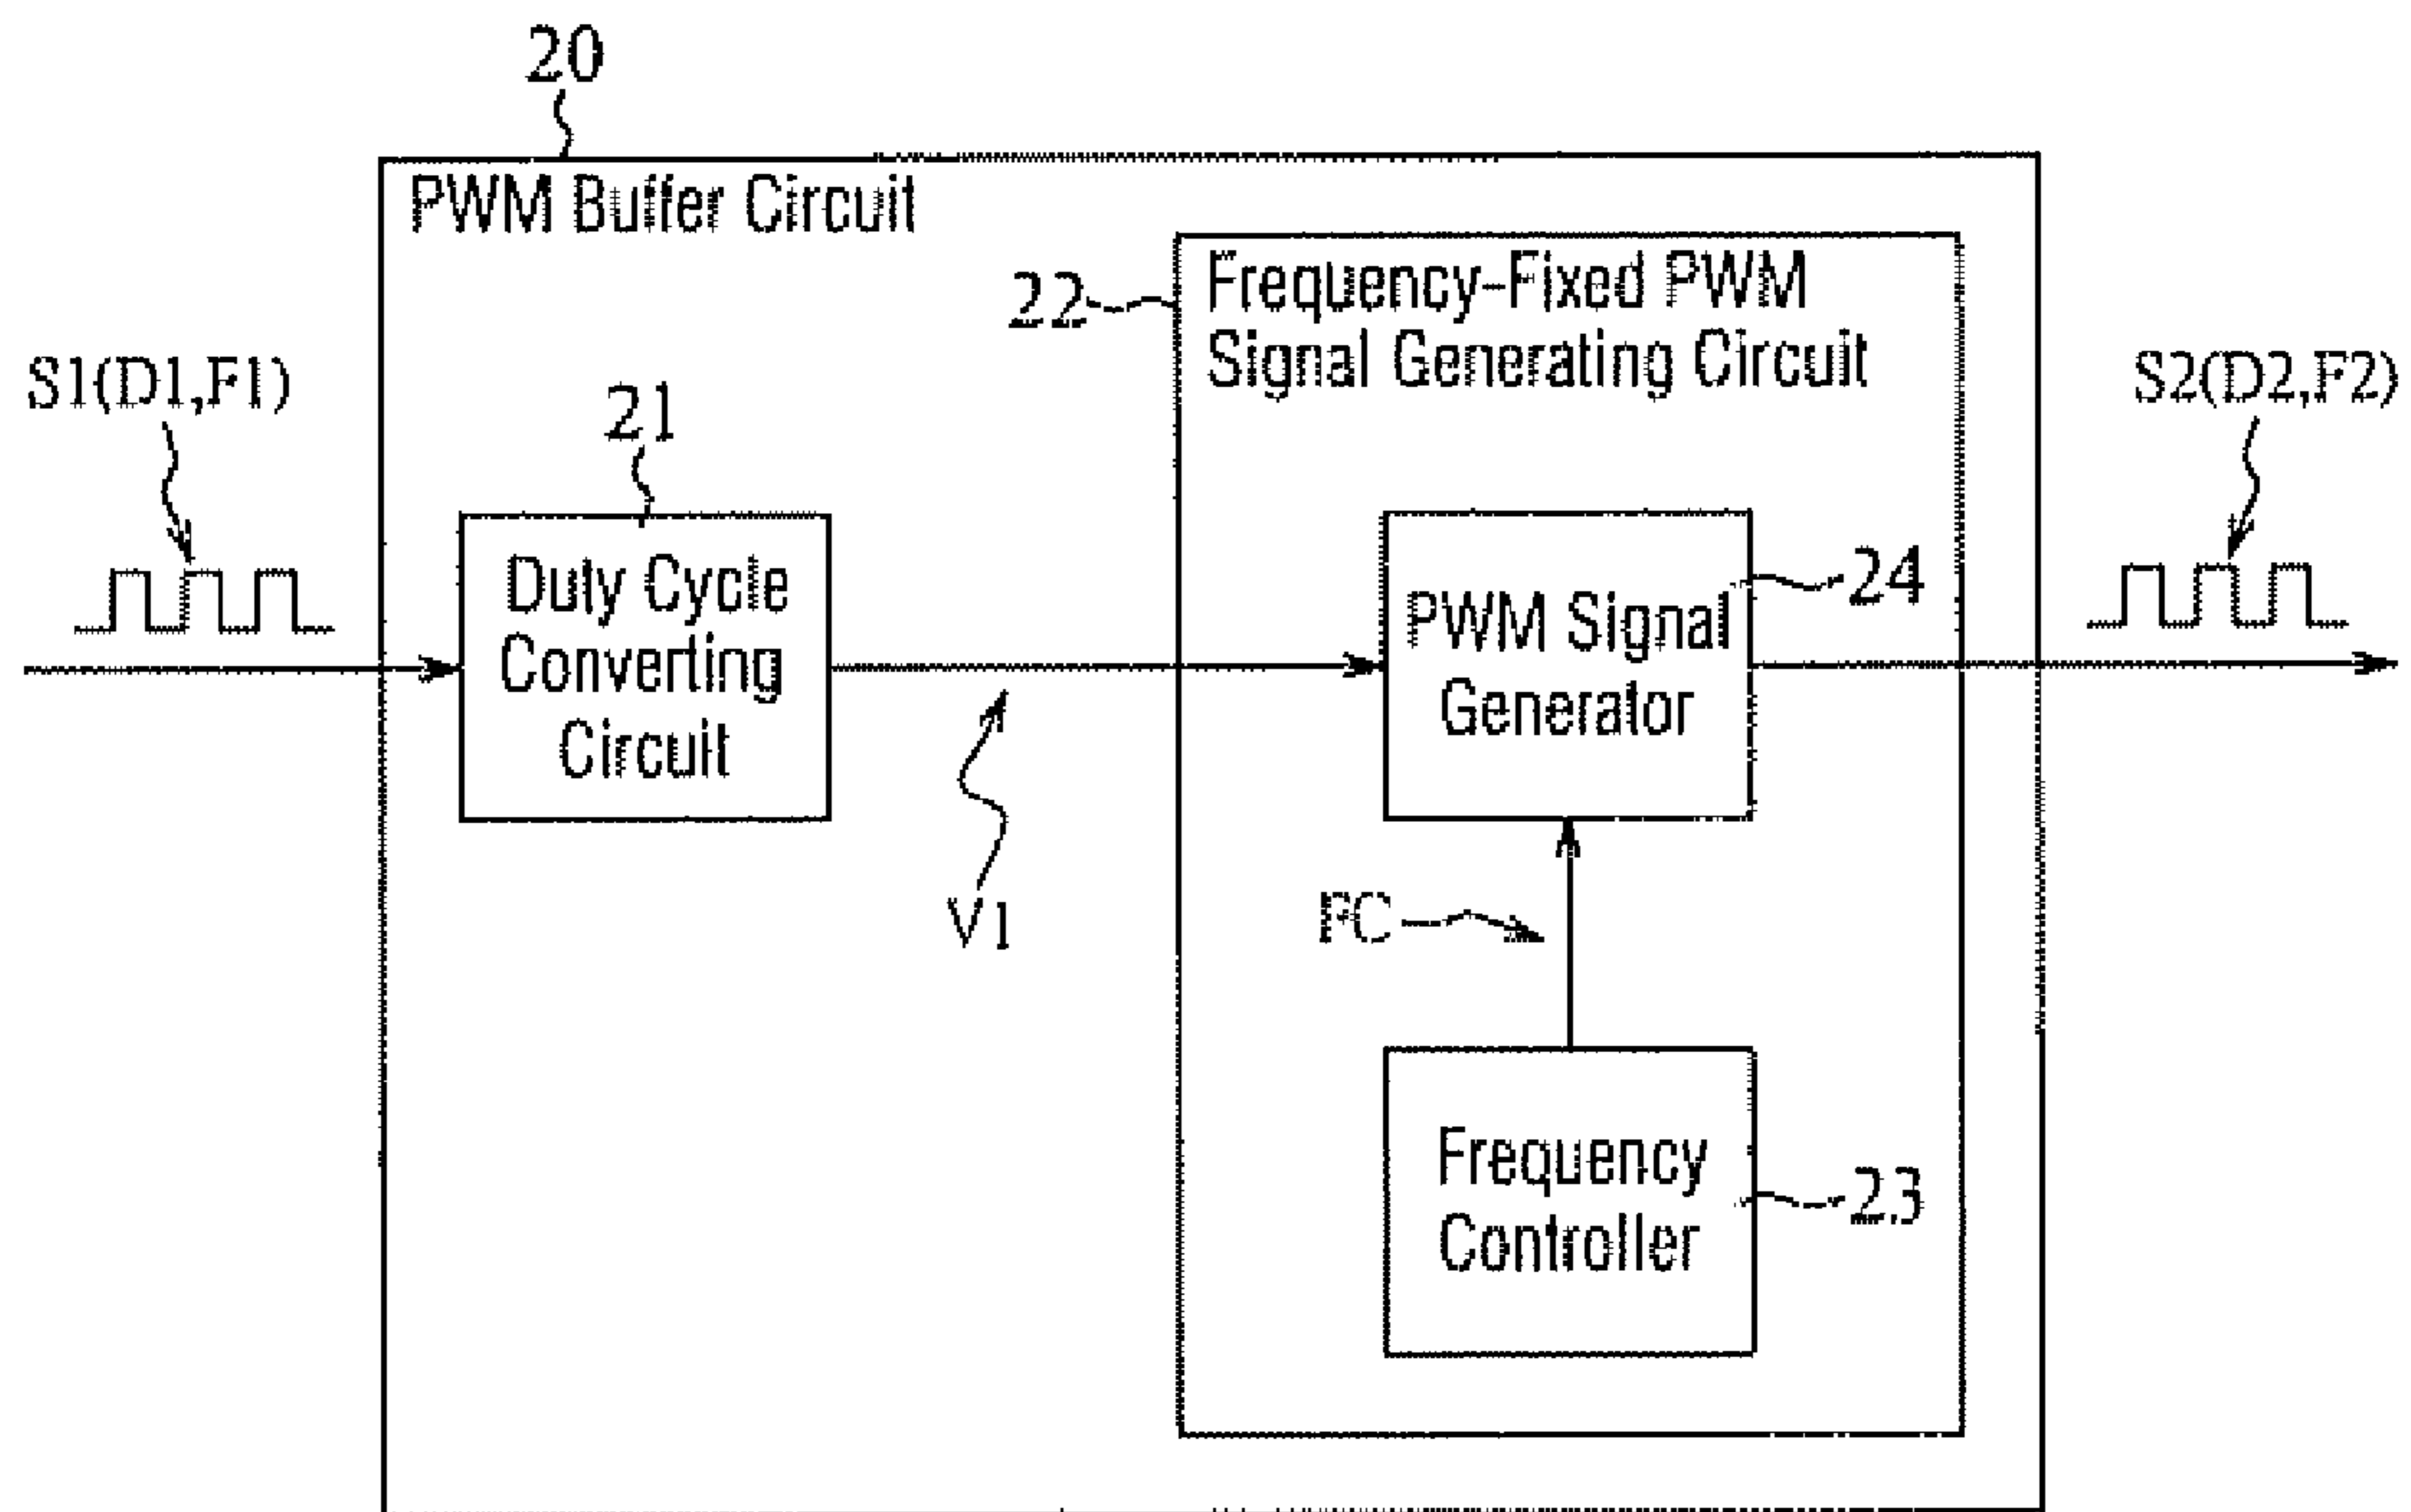 20
PWM Buffer Circuit
22
Frequency-Fixed PWM
Signal Generating Circuit
S1(D1,F1)
S2(D2,F2)
21
Duty Cycle
Converting
Circuit
PWM Signal
Generator
24
V1
FC
Frequency
Controller
23